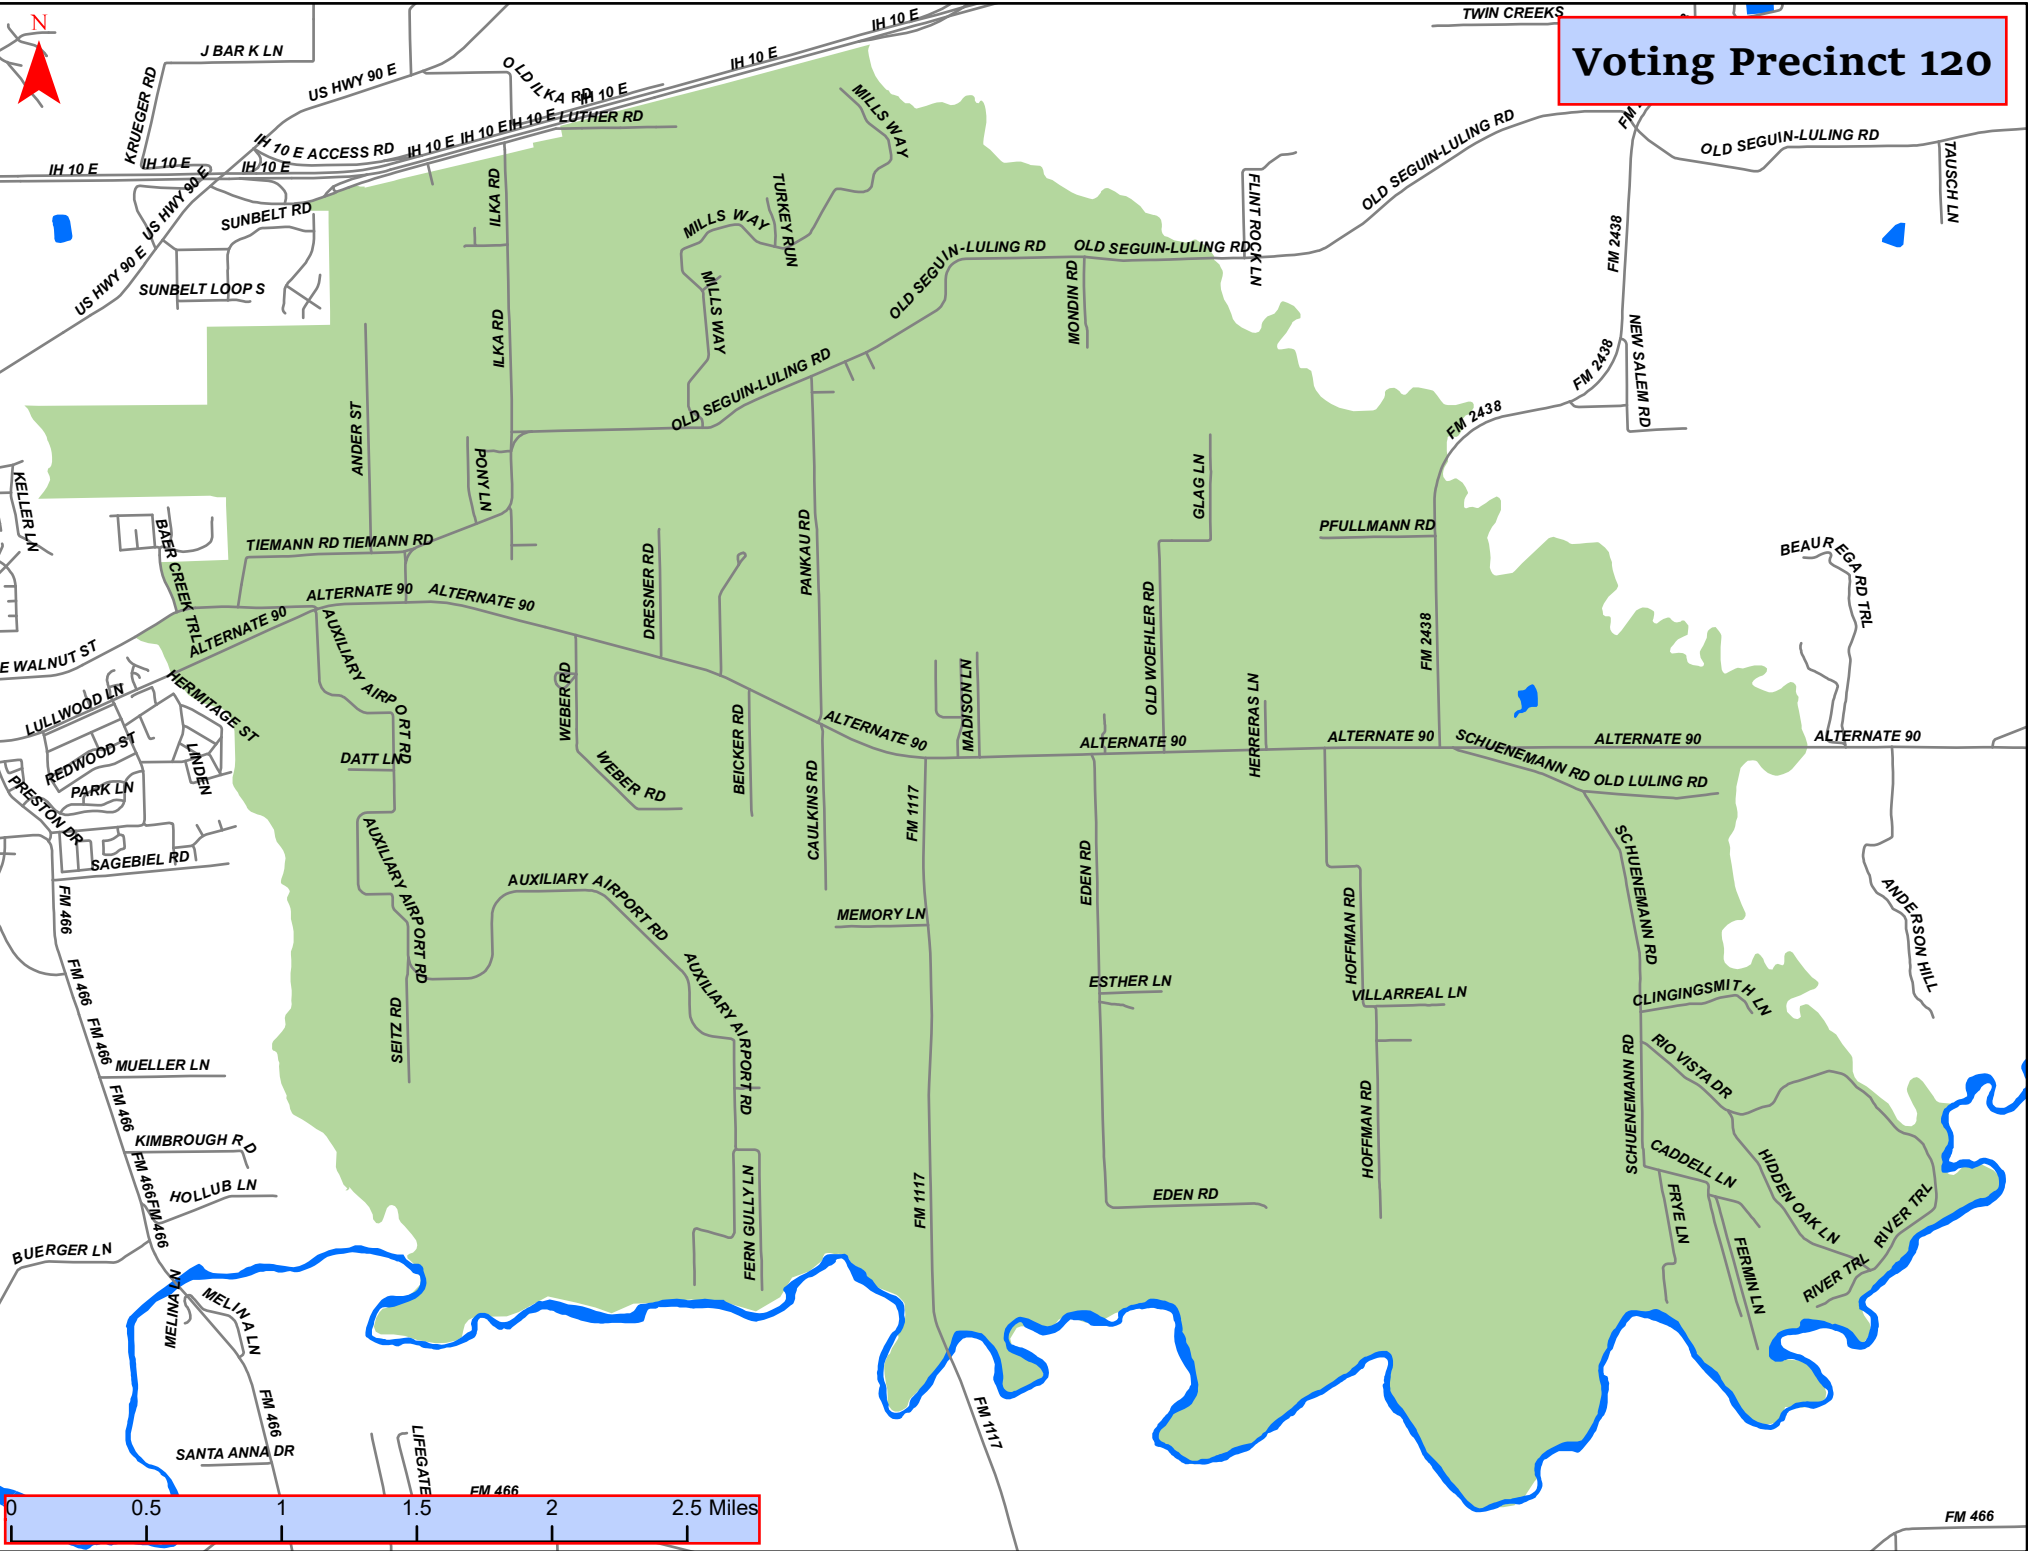 N
Voting Precinct 120
TWIN CREEKS
IH 10 E
J BAR K LN
KRUEGER RD
US HWY 90 E
OLD ILKA RD
IH 10 E
IH 10 E
LUTHER RD
IH 10 E ACCESS RD
IH 10 E
IH 10 E
IH 10 E
IH 10 E
IH 10 E
IH 10 E
US HWY 90 E
US HWY 90 E
SUNBELT RD
SUNBELT LOOP S
ILKA RD
ILKA RD
MILLS WAY
MILLS WAY
MILLS WAY
TURKEY RUN
OLD SEGUIN-LULING RD
OLD SEGUIN-LULING RD
OLD SEGUIN-LULING RD
OLD SEGUIN-LULING RD
OLD SEGUIN-LULING RD
MONDIN RD
FLINT ROCK LN
TAUSCH LN
FM 2438
FM 2438
FM 2438
FM 2438
NEW SALEM RD
ANDER ST
PONY LN
KELLER LN
BAER CREEK TRL
TIEMANN RD
TIEMANN RD
ALTERNATE 90
ALTERNATE 90
ALTERNATE 90
DRESNER RD
PANKAU RD
GLAG LN
PFULLMANN RD
OLD WOEHLER RD
BEAUREGARD TRL
E WALNUT ST
LULLWOOD LN
HERMITAGE ST
REDWOOD ST
LINDEN
PARK LN
PRESTON DR
SAGEBIEL RD
AUXILIARY AIRPORT RD
DATT LN
WEBER RD
WEBER RD
BEICKER RD
ALTERNATE 90
MADISON LN
ALTERNATE 90
HERRERAS LN
ALTERNATE 90
ALTERNATE 90
ALTERNATE 90
SCHUENEMANN RD
OLD LULING RD
CAULKINS RD
FM 1117
EDEN RD
AUXILIARY AIRPORT RD
AUXILIARY AIRPORT RD
AUXILIARY AIRPORT RD
SEITZ RD
MEMORY LN
ESTHER LN
HOFFMAN RD
VILLARREAL LN
SCHUENEMANN RD
CLINGINGSMITH LN
ANDERSON HILL
RIO VISTA DR
SCHUENEMANN RD
HOFFMAN RD
CADDELL LN
HIDDEN OAK LN
RIVER TRL
RIVER TRL
FRYE LN
FERMIN LN
EDEN RD
FM 1117
FERN GULLY LN
FM 466
FM 466
FM 466
MUELLER LN
FM 466
KIMBROUGH RD
FM 466
FM 466
HOLLUB LN
BUERGER LN
MELINA LN
MELINA LN
FM 466
SANTA ANNA DR
LIFEGATE
FM 466
FM 1117
FM 466
0 0.5 1 1.5 2 2.5 Miles